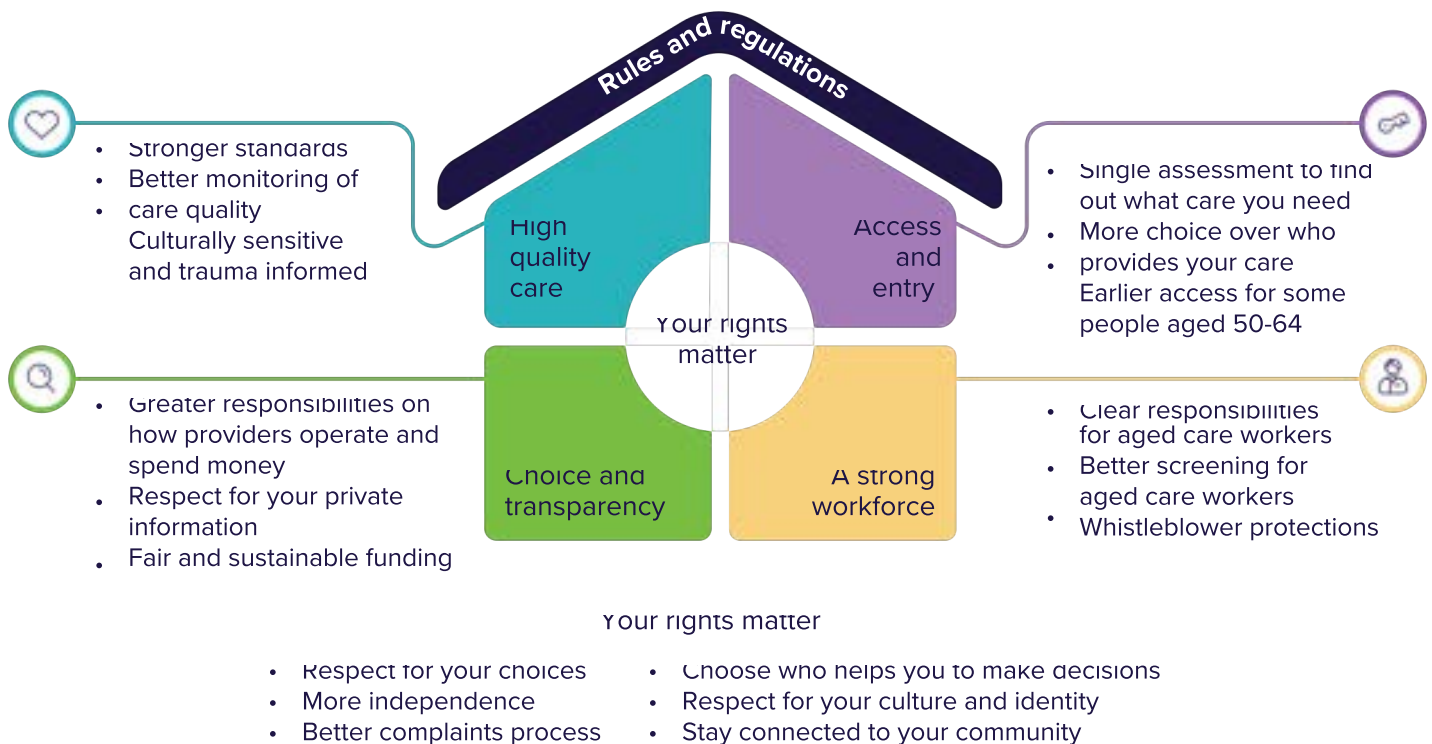 Rules and regulations
• Stronger standards
• Better monitoring of
• care quality
Culturally sensitive
and trauma informed
High
quality
care
Access
and
entry
• Single assessment to find
out what care you need
• More choice over who
• provides your care
Earlier access for some
people aged 50-64
Your rights
matter
• Greater responsibilities on
how providers operate and
spend money
• Respect for your private
information
• Fair and sustainable funding
Choice and
transparency
A strong
workforce
• Clear responsibilities
for aged care workers
• Better screening for
aged care workers
• Whistleblower protections
Your rights matter
• Respect for your choices
• More independence
• Better complaints process
• Choose who helps you to make decisions
• Respect for your culture and identity
• Stay connected to your community